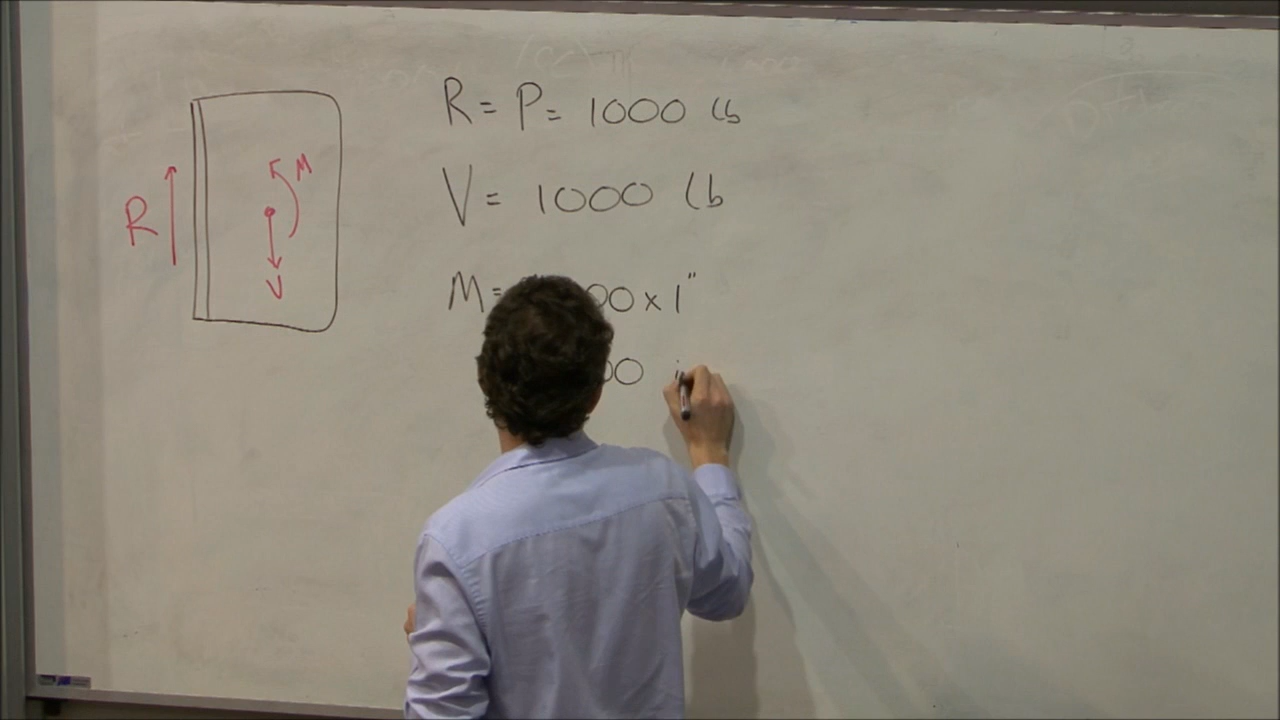 R = P = 1000 lb
V = 1000 lb
M =
00 x 1"
00
M
R
V